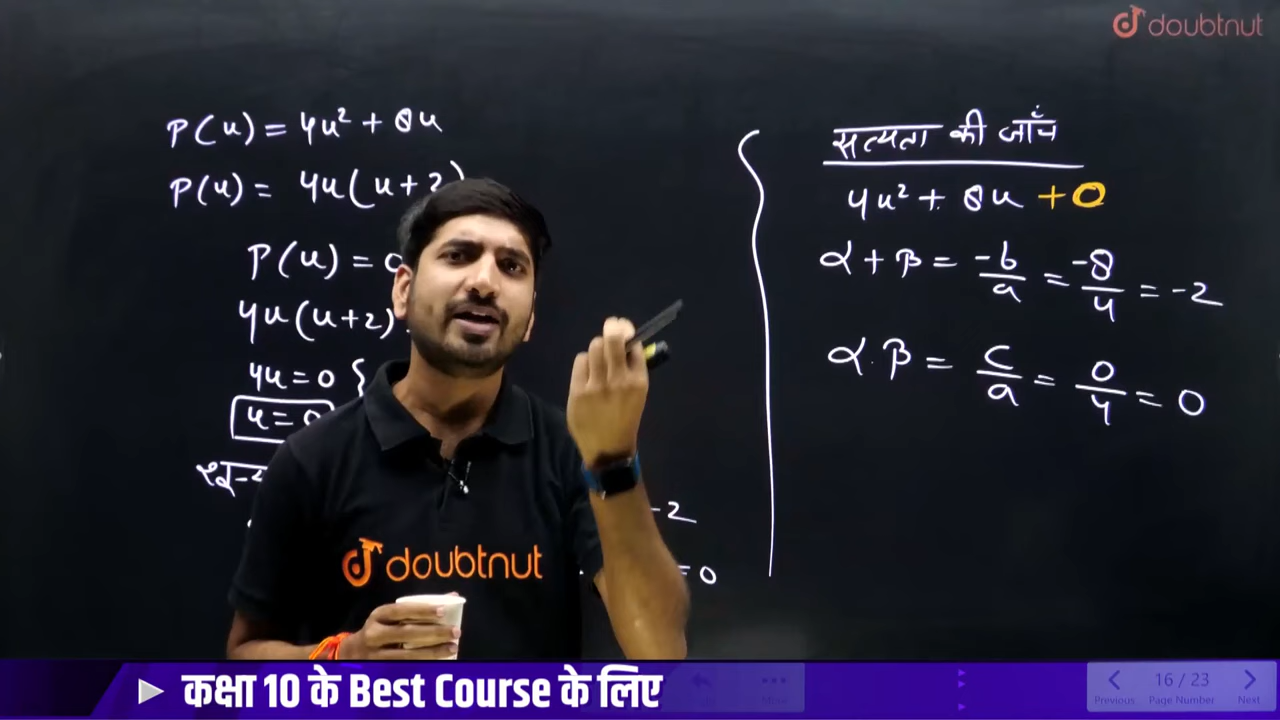 doubtnut
P(u) = 4u² + 8u
P(u) = 4u(u+2)
P(u) =
4u(u+2)
4u = 0 {
u = 0
-2
= 0
सत्यता की जाँच
4u² + 8u + 0
α + β = -b/a = -8/4 = -2
α . β = c/a = 0/4 = 0
doubtnut
कक्षा 10 के Best Course के लिए
16 / 23
Previous Page Number Next